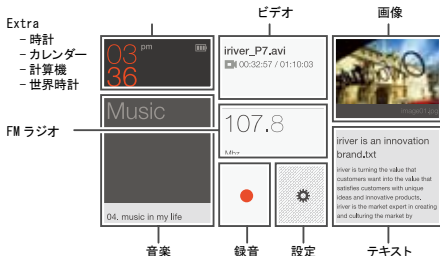 Extra
- 時計
- カレンダー
- 計算機
- 世界時計
ビデオ
画像
03 pm
36
iriver_P7.avi
00:32:57 / 01:10:03
image01.jpg
Music
FM ラジオ
107.8
Mhz
iriver is an innovation
brand.txt
iriver is turning the value that
customers want into the value that
satisfies customers with unique
ideas and innovative products,
iriver is the market expert in creating
and culturing the market by
04. music in my life
音楽
録音
設定
テキスト